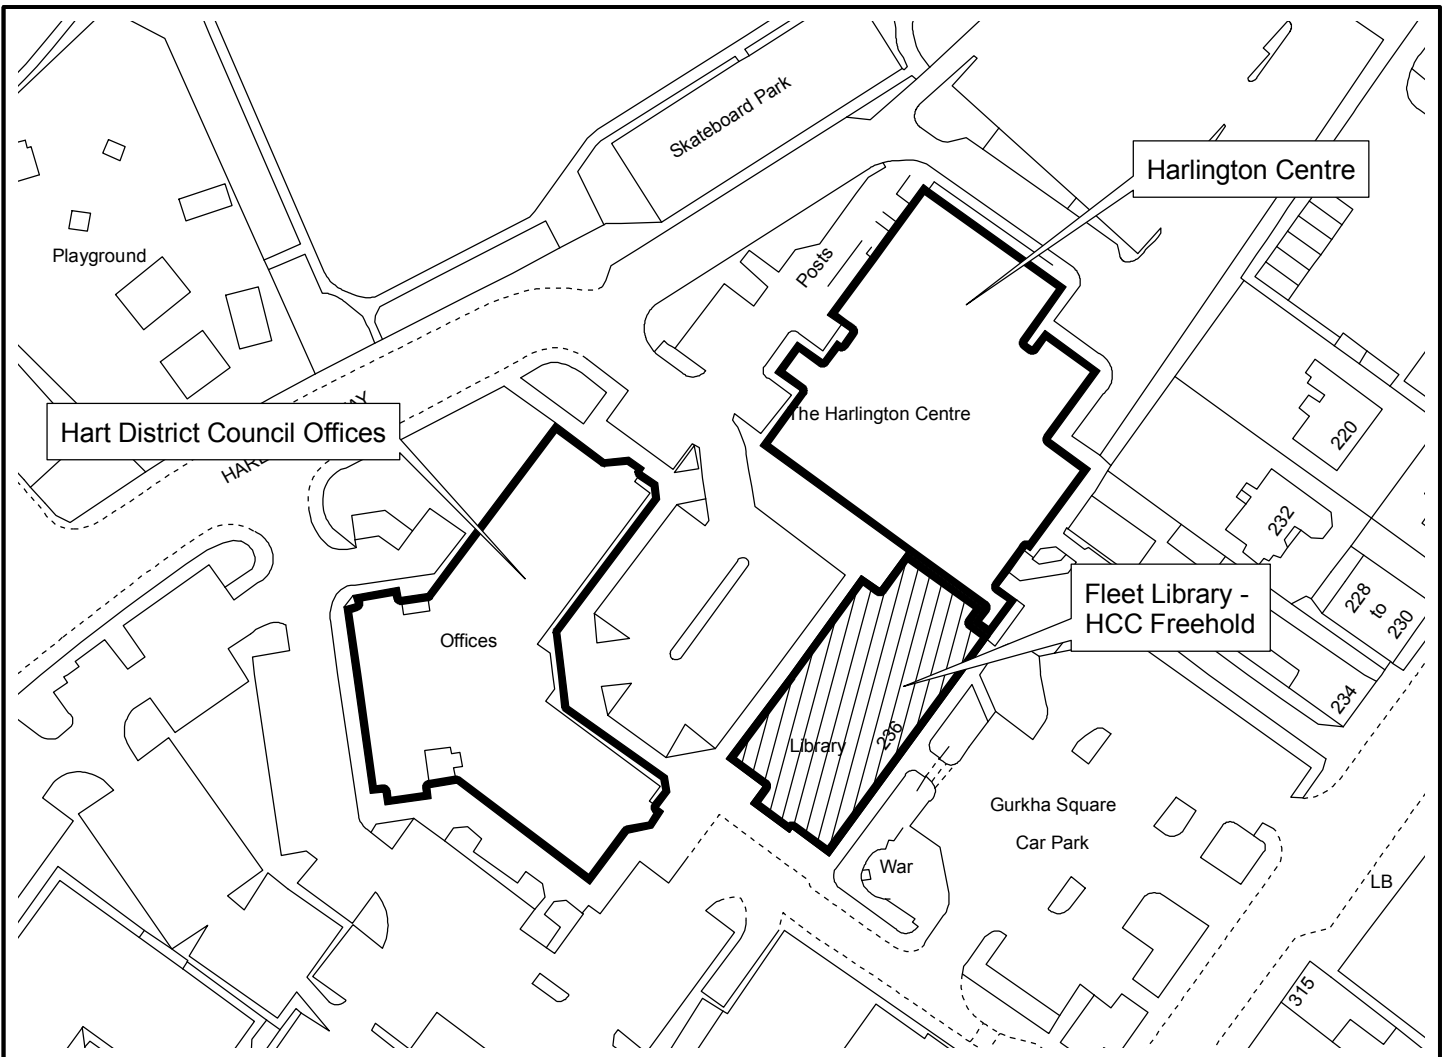 Skateboard Park
Harlington Centre
Playground
Posts
Hart District Council Offices
The Harlington Centre
220
232
Fleet Library -
HCC Freehold
228
to
230
Offices
234
Library
236
Gurkha Square
Car Park
War
LB
315